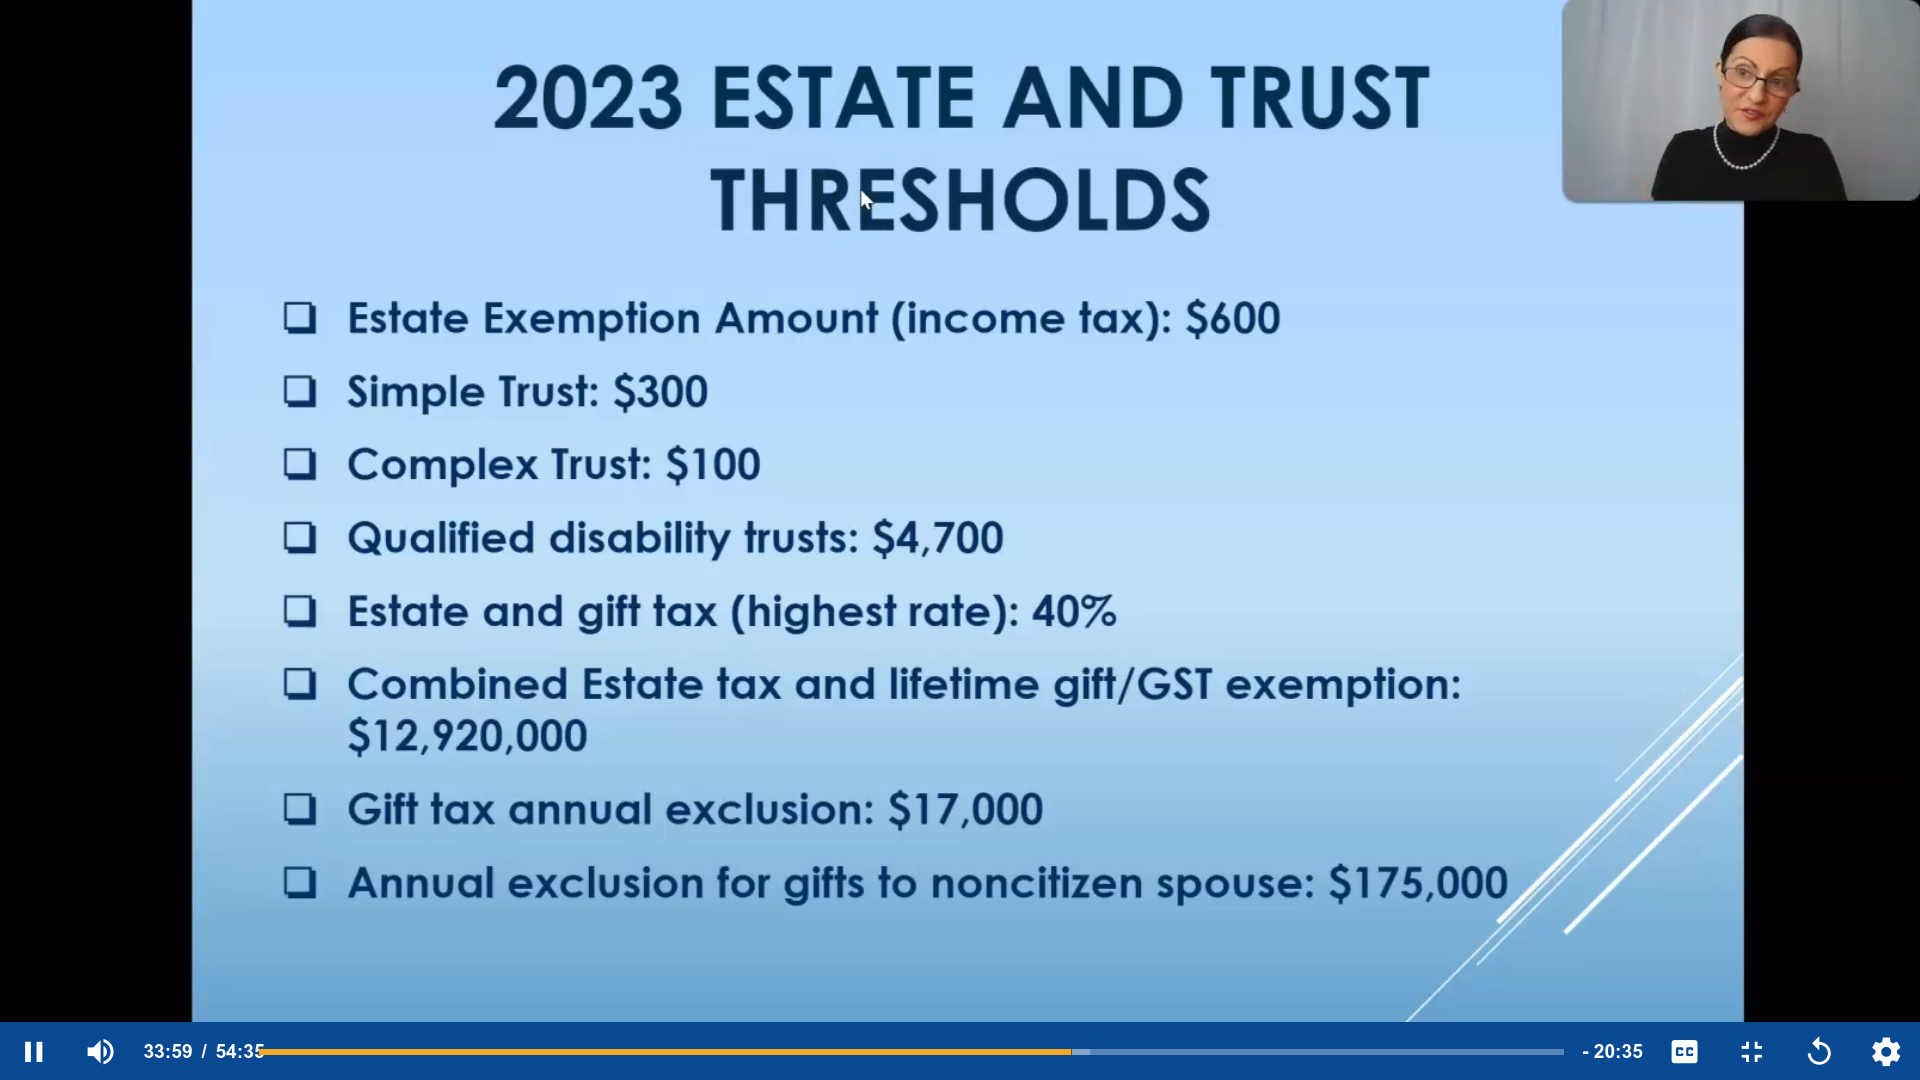 2023 ESTATE AND TRUST
THRESHOLDS
❑ Estate Exemption Amount (income tax): $600
❑ Simple Trust: $300
❑ Complex Trust: $100
❑ Qualified disability trusts: $4,700
❑ Estate and gift tax (highest rate): 40%
❑ Combined Estate tax and lifetime gift/GST exemption:
$12,920,000
❑ Gift tax annual exclusion: $17,000
❑ Annual exclusion for gifts to noncitizen spouse: $175,000
33:59 / 54:35
- 20:35
CC